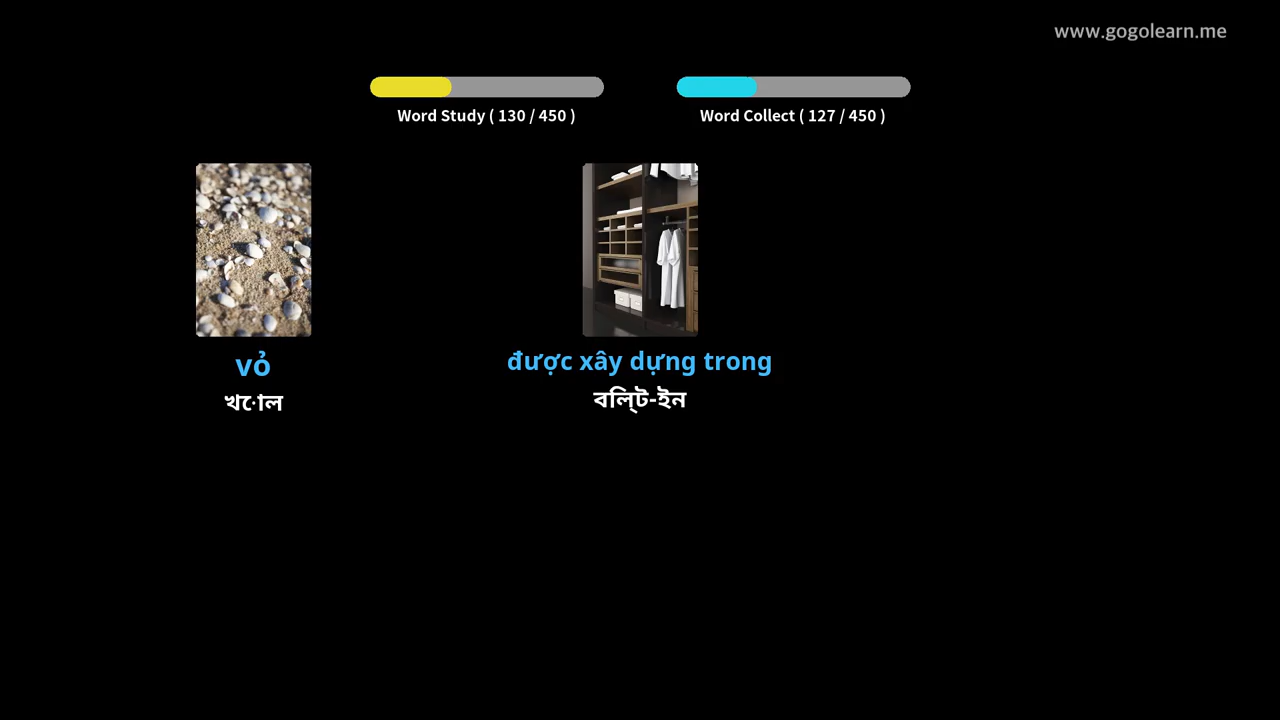 www.gogolearn.me
Word Study ( 130 / 450 )
Word Collect ( 127 / 450 )
vỏ
খোল
được xây dựng trong
বিল্ট-ইন